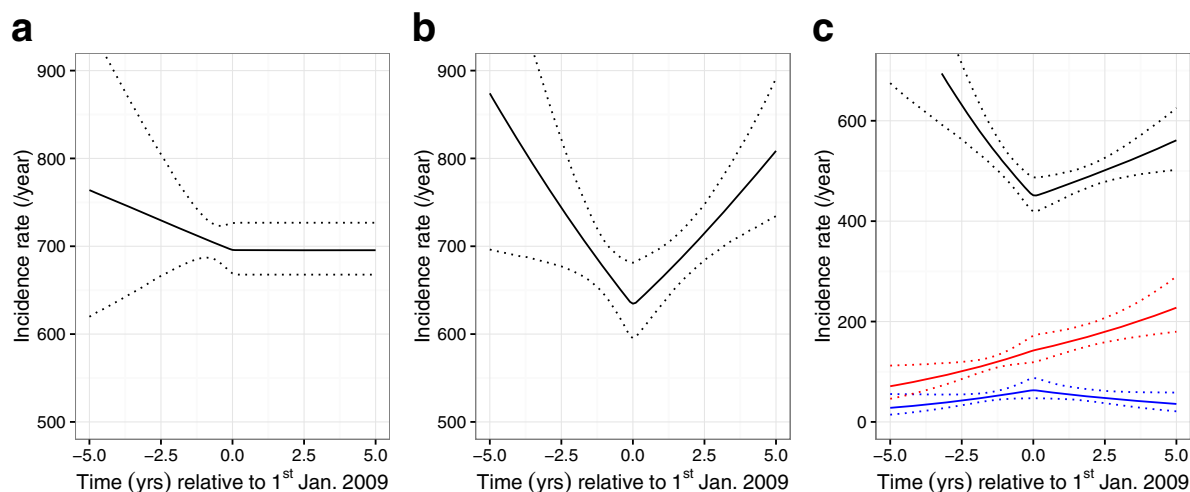 a
b
c
900
800
700
600
500
Incidence rate (/year)
−5.0 −2.5 0.0 2.5 5.0
Time (yrs) relative to 1st Jan. 2009
900
800
700
600
500
Incidence rate (/year)
−5.0 −2.5 0.0 2.5 5.0
Time (yrs) relative to 1st Jan. 2009
600
400
200
0
Incidence rate (/year)
−5.0 −2.5 0.0 2.5 5.0
Time (yrs) relative to 1st Jan. 2009